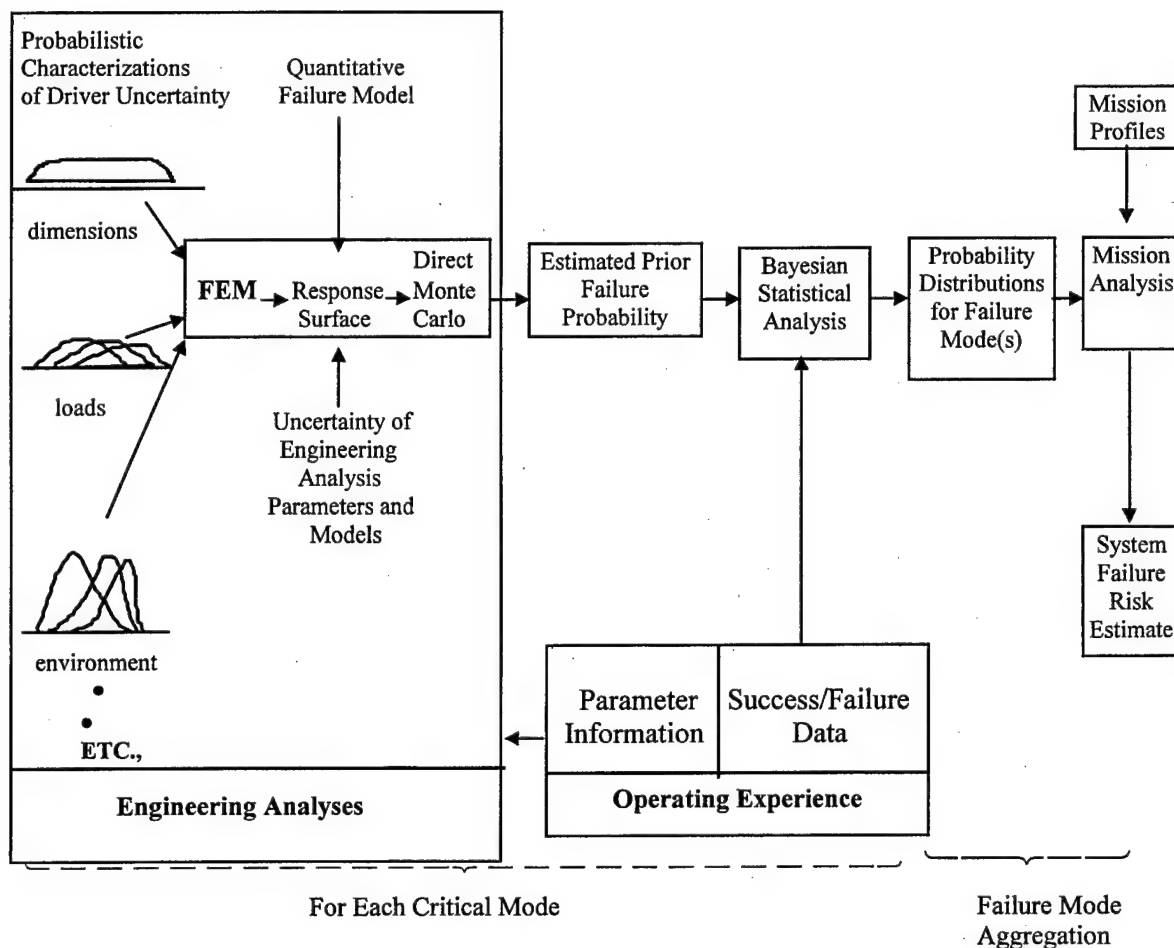 Probabilistic
Characterizations
of Driver Uncertainty
Quantitative
Failure Model
dimensions
loads
environment
ETC.,
FEM
Response
Surface
Direct
Monte
Carlo
Uncertainty of
Engineering
Analysis
Parameters and
Models
Engineering Analyses
Estimated Prior
Failure
Probability
Bayesian
Statistical
Analysis
Parameter
Information
Success/Failure
Data
Operating Experience
Probability
Distributions
for Failure
Mode(s)
Mission
Profiles
Mission
Analysis
System
Failure
Risk
Estimate
For Each Critical Mode
Failure Mode
Aggregation